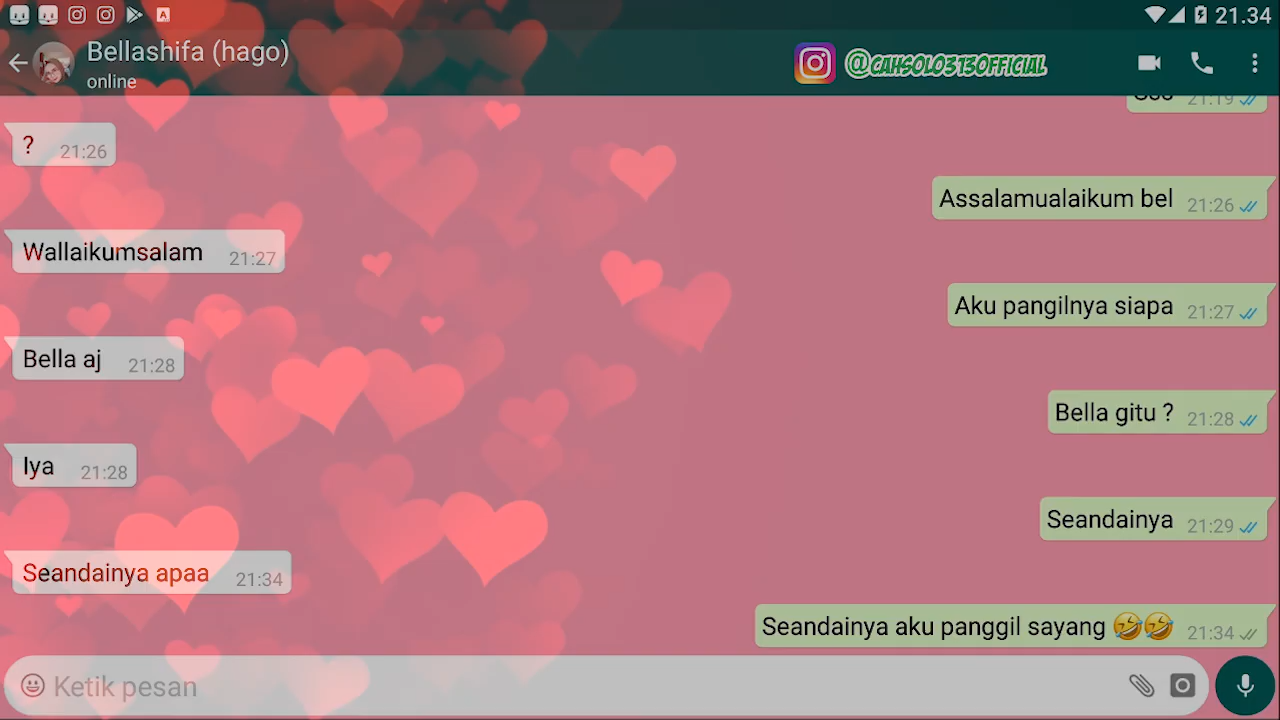 21.34
Bellashifa (hago)
online
@CAHSOLO313OFFICIAL
21:19
? 21:26
Assalamualaikum bel 21:26
Wallaikumsalam 21:27
Aku pangilnya siapa 21:27
Bella aj 21:28
Bella gitu ? 21:28
Iya 21:28
Seandainya 21:29
Seandainya apaa 21:34
Seandainya aku panggil sayang 🤣🤣 21:34
Ketik pesan